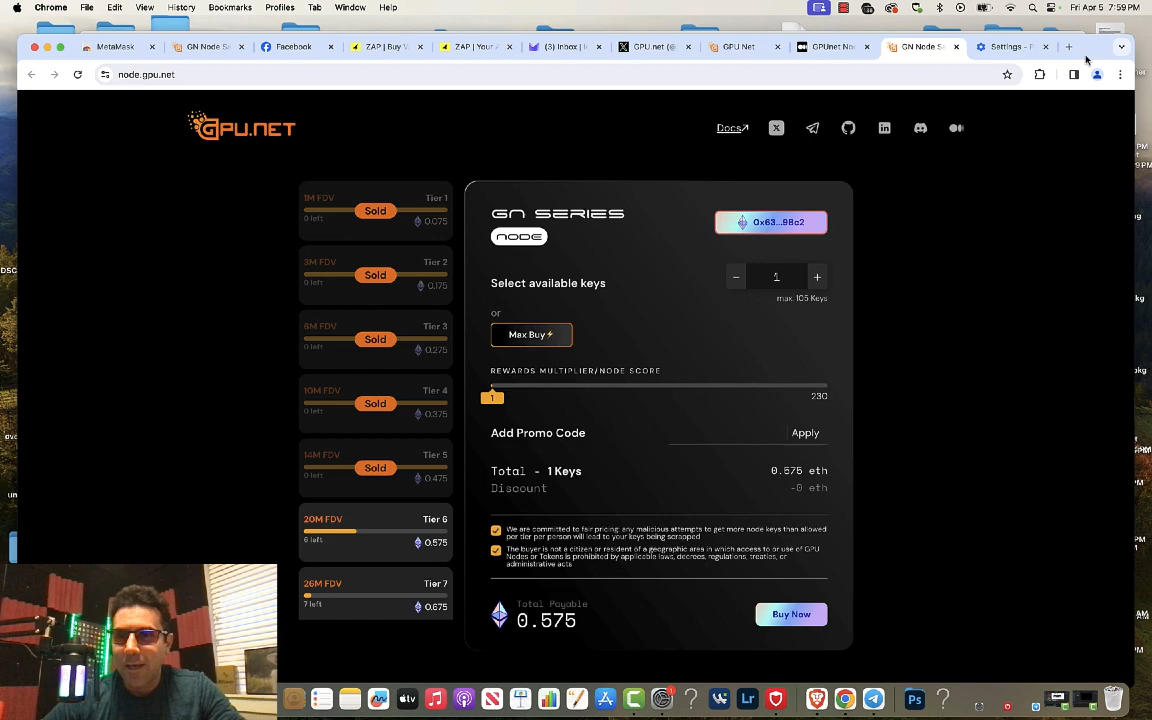 Chrome File Edit View History Bookmarks Profiles Tab Window Help
Fri Apr 5 7:59 PM
MetaMask
GN Node Sa
Facebook
ZAP | Buy V
ZAP | Your A
(3) Inbox | k
GPU.net (@
GPU Net
GPUnet No
GN Node S
Settings - P
node.gpu.net
GPU.NET
Docs↗
1M FDV Tier 1
Sold
0 left 0.075
3M FDV Tier 2
Sold
0 left 0.175
6M FDV Tier 3
Sold
0 left 0.275
10M FDV Tier 4
Sold
0 left 0.375
14M FDV Tier 5
Sold
0 left 0.475
20M FDV Tier 6
6 left 0.575
26M FDV Tier 7
7 left 0.675
GN SERIES
NODE
0x63...98c2
Select available keys
- 1 +
max. 105 Keys
or
Max Buy⚡
REWARDS MULTIPLIER/NODE SCORE
1
230
Add Promo Code Apply
Total - 1 Keys 0.575 eth
Discount -0 eth
We are committed to fair pricing: any malicious attempts to get more node keys than allowed
per tier per person will lead to your keys being scrapped
The buyer is not a citizen or resident of a geographic area in which access to or use of GPU
Nodes or Tokens is prohibited by applicable laws, decrees, regulations, treaties, or
administrative acts
Total Payable
0.575
Buy Now
tv
Lr
Ps